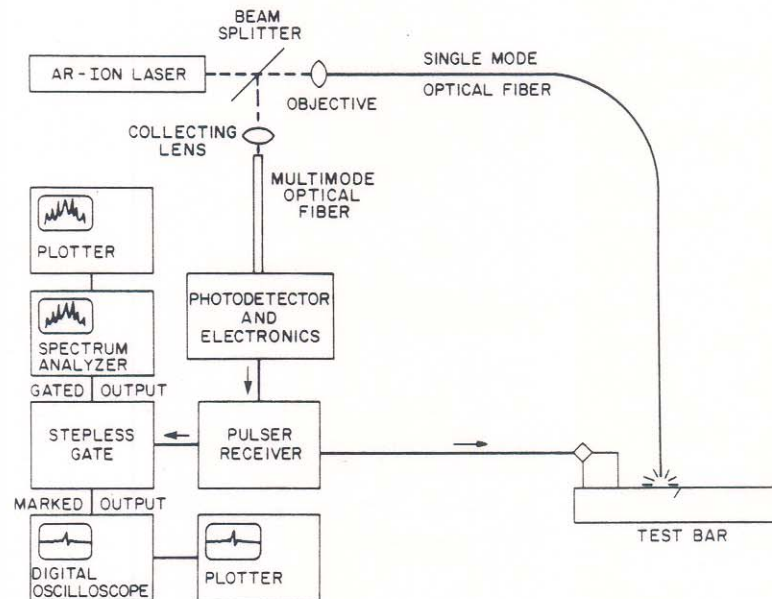 BEAM
SPLITTER
AR-ION LASER
OBJECTIVE
SINGLE MODE
OPTICAL FIBER
COLLECTING
LENS
MULTIMODE
OPTICAL
FIBER
PLOTTER
PHOTODETECTOR
AND
ELECTRONICS
SPECTRUM
ANALYZER
GATED OUTPUT
STEPLESS
GATE
PULSER
RECEIVER
MARKED OUTPUT
DIGITAL
OSCILLOSCOPE
PLOTTER
TEST BAR